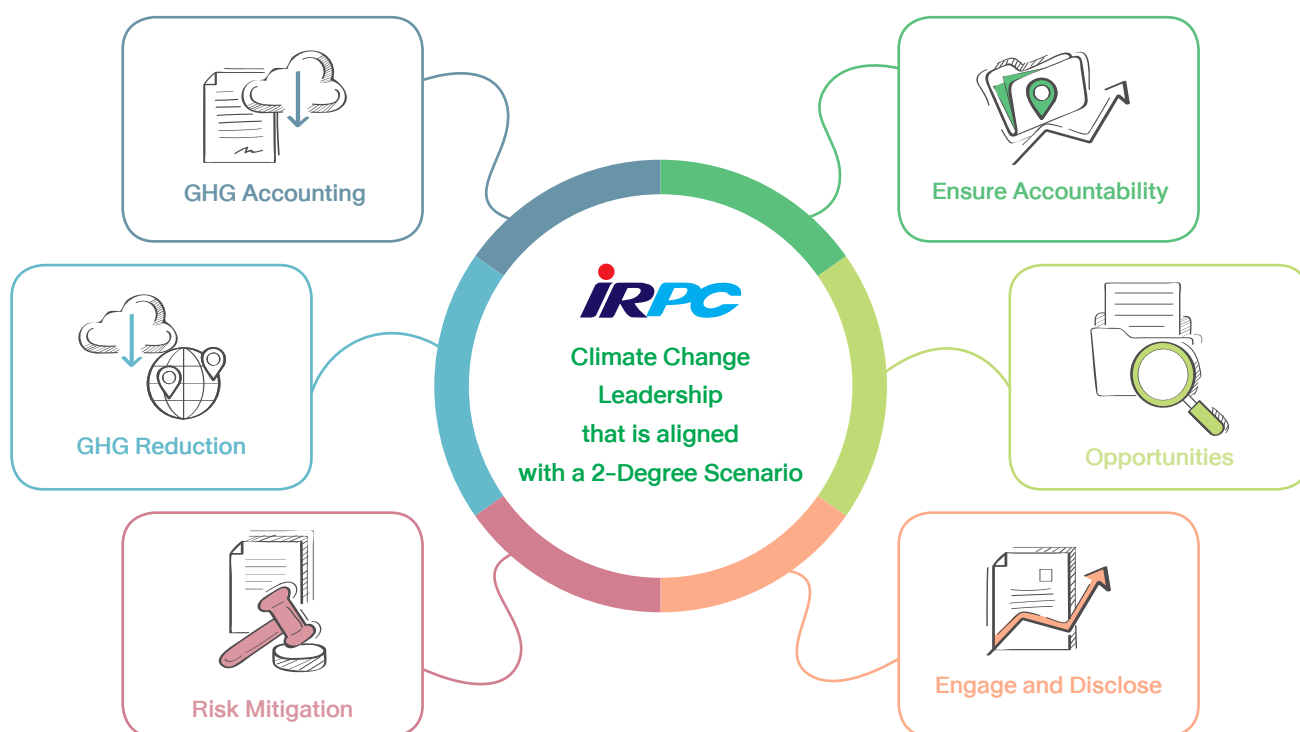 GHG Accounting
Ensure Accountability
iRPC
Climate Change
Leadership
that is aligned
with a 2-Degree Scenario
GHG Reduction
Opportunities
Risk Mitigation
Engage and Disclose